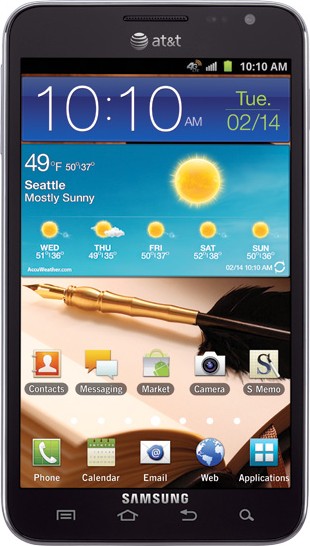 at&t
4G LTE 10:10 AM
10:10 AM
Tue.
02/14
49°F 50°/37°
Seattle
Mostly Sunny
WED THU FRI SAT SUN
51°/36° 49°/35° 50°/37° 52°/38° 50°/36°
AccuWeather.com 02/14 10:10 AM
Contacts Messaging Market Camera S Memo
Phone Calendar Email Web Applications
SAMSUNG